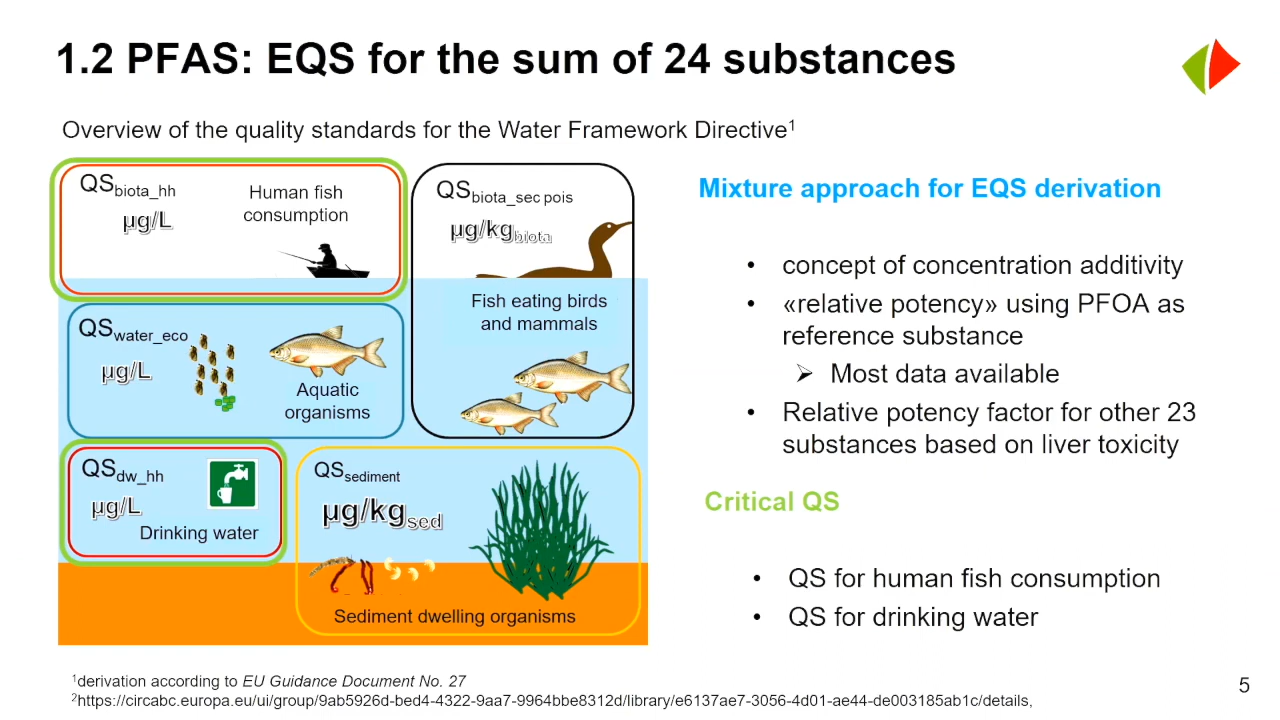 1.2 PFAS: EQS for the sum of 24 substances
Overview of the quality standards for the Water Framework Directive1
QSbiota_hh
µg/L
Human fish
consumption
QSbiota_sec pois
µg/kgbiota
Fish eating birds
and mammals
QSwater_eco
µg/L
Aquatic
organisms
QSdw_hh
µg/L
Drinking water
QSsediment
µg/kgsed
Sediment dwelling organisms
Mixture approach for EQS derivation
• concept of concentration additivity
• «relative potency» using PFOA as
reference substance
➢ Most data available
• Relative potency factor for other 23
substances based on liver toxicity
Critical QS
• QS for human fish consumption
• QS for drinking water
1derivation according to EU Guidance Document No. 27
2https://circabc.europa.eu/ui/group/9ab5926d-bed4-4322-9aa7-9964bbe8312d/library/e6137ae7-3056-4d01-ae44-de003185ab1c/details,
5